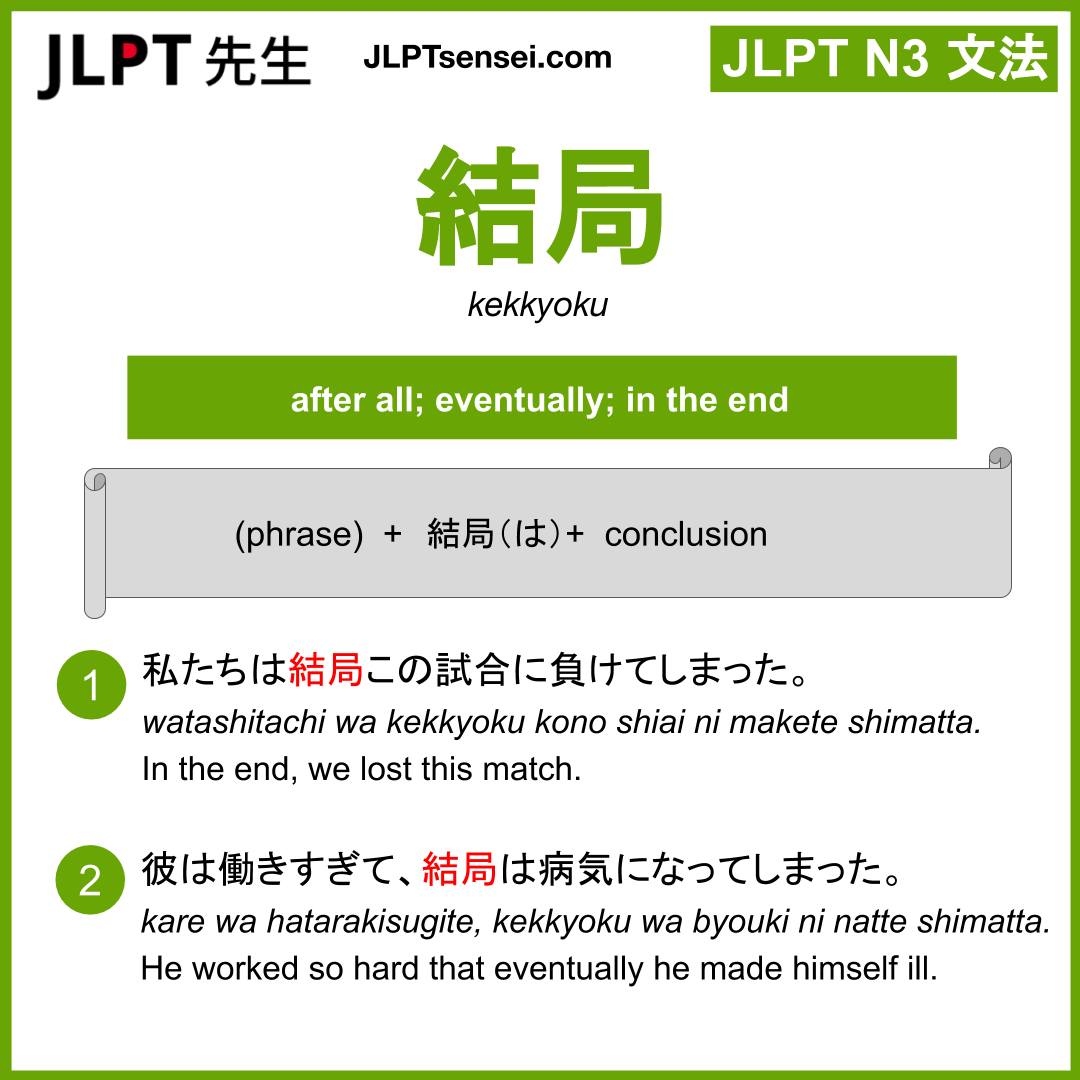 JLPT 先生 JLPTsensei.com JLPT N3 文法
結局
kekkyoku
after all; eventually; in the end
(phrase) + 結局（は）+ conclusion
1 私たちは結局この試合に負けてしまった。
watashitachi wa kekkyoku kono shiai ni makete shimatta.
In the end, we lost this match.
2 彼は働きすぎて、結局は病気になってしまった。
kare wa hatarakisugite, kekkyoku wa byouki ni natte shimatta.
He worked so hard that eventually he made himself ill.